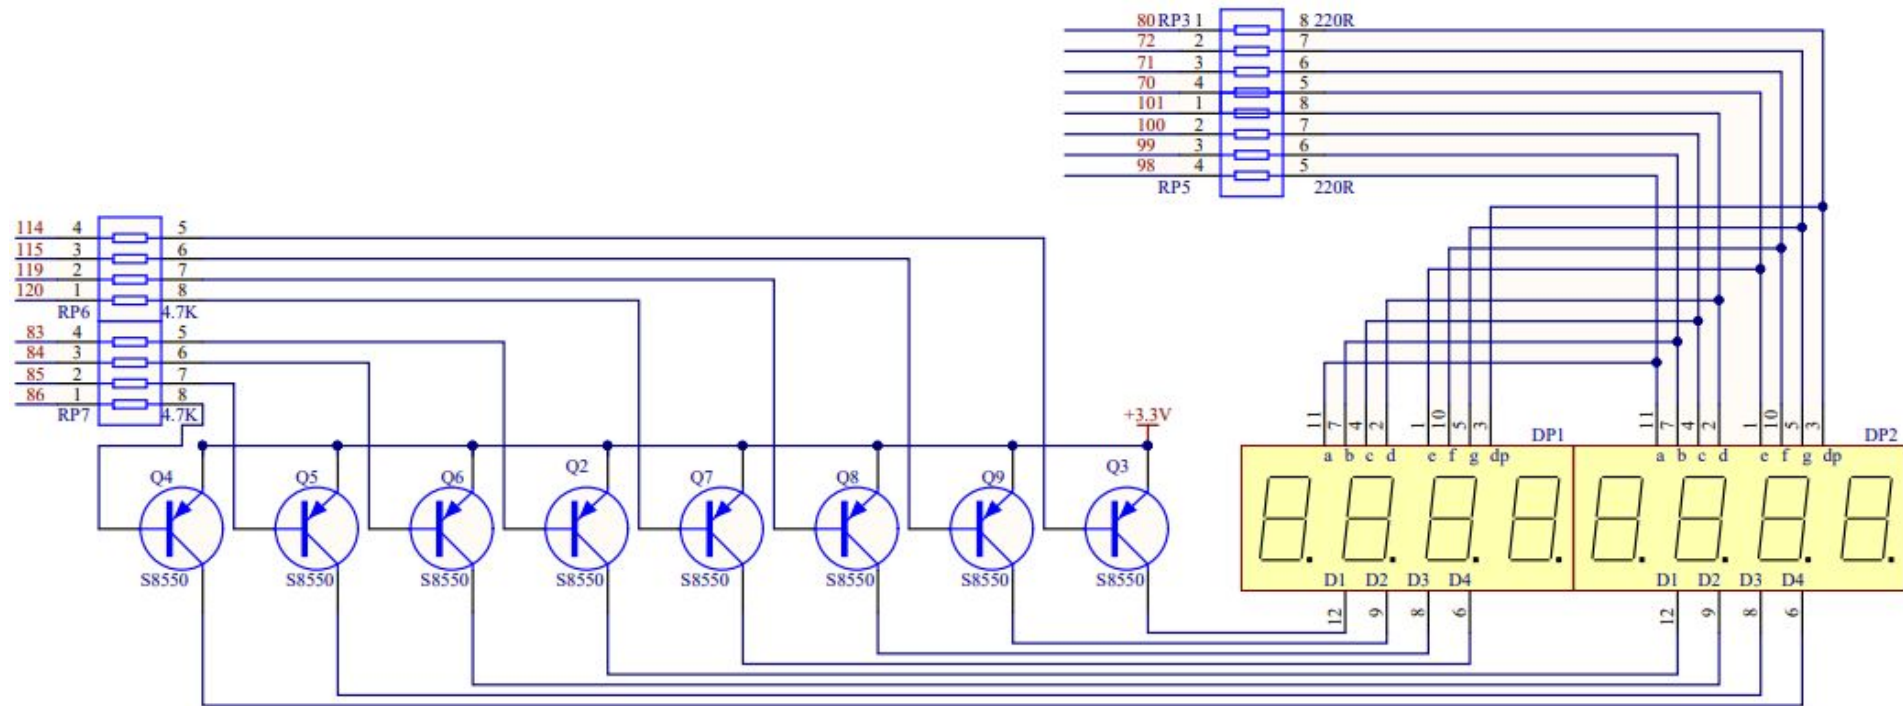 80 RP3 1 8 220R
72 2 7
71 3 6
70 4 5
101 1 8
100 2 7
99 3 6
98 4 5
RP5 220R
114 4 5
115 3 6
119 2 7
120 1 8
RP6 4.7K
83 4 5
84 3 6
85 2 7
86 1 8
RP7 4.7K
+3.3V
11 7 4 2 1 10 5 3 DP1 11 7 4 2 1 10 5 3 DP2
a b c d e f g dp a b c d e f g dp
Q4 Q5 Q6 Q2 Q7 Q8 Q9 Q3
S8550 S8550 S8550 S8550 S8550 S8550 S8550 S8550
D1 D2 D3 D4 D1 D2 D3 D4
12 9 8 6 12 9 8 6